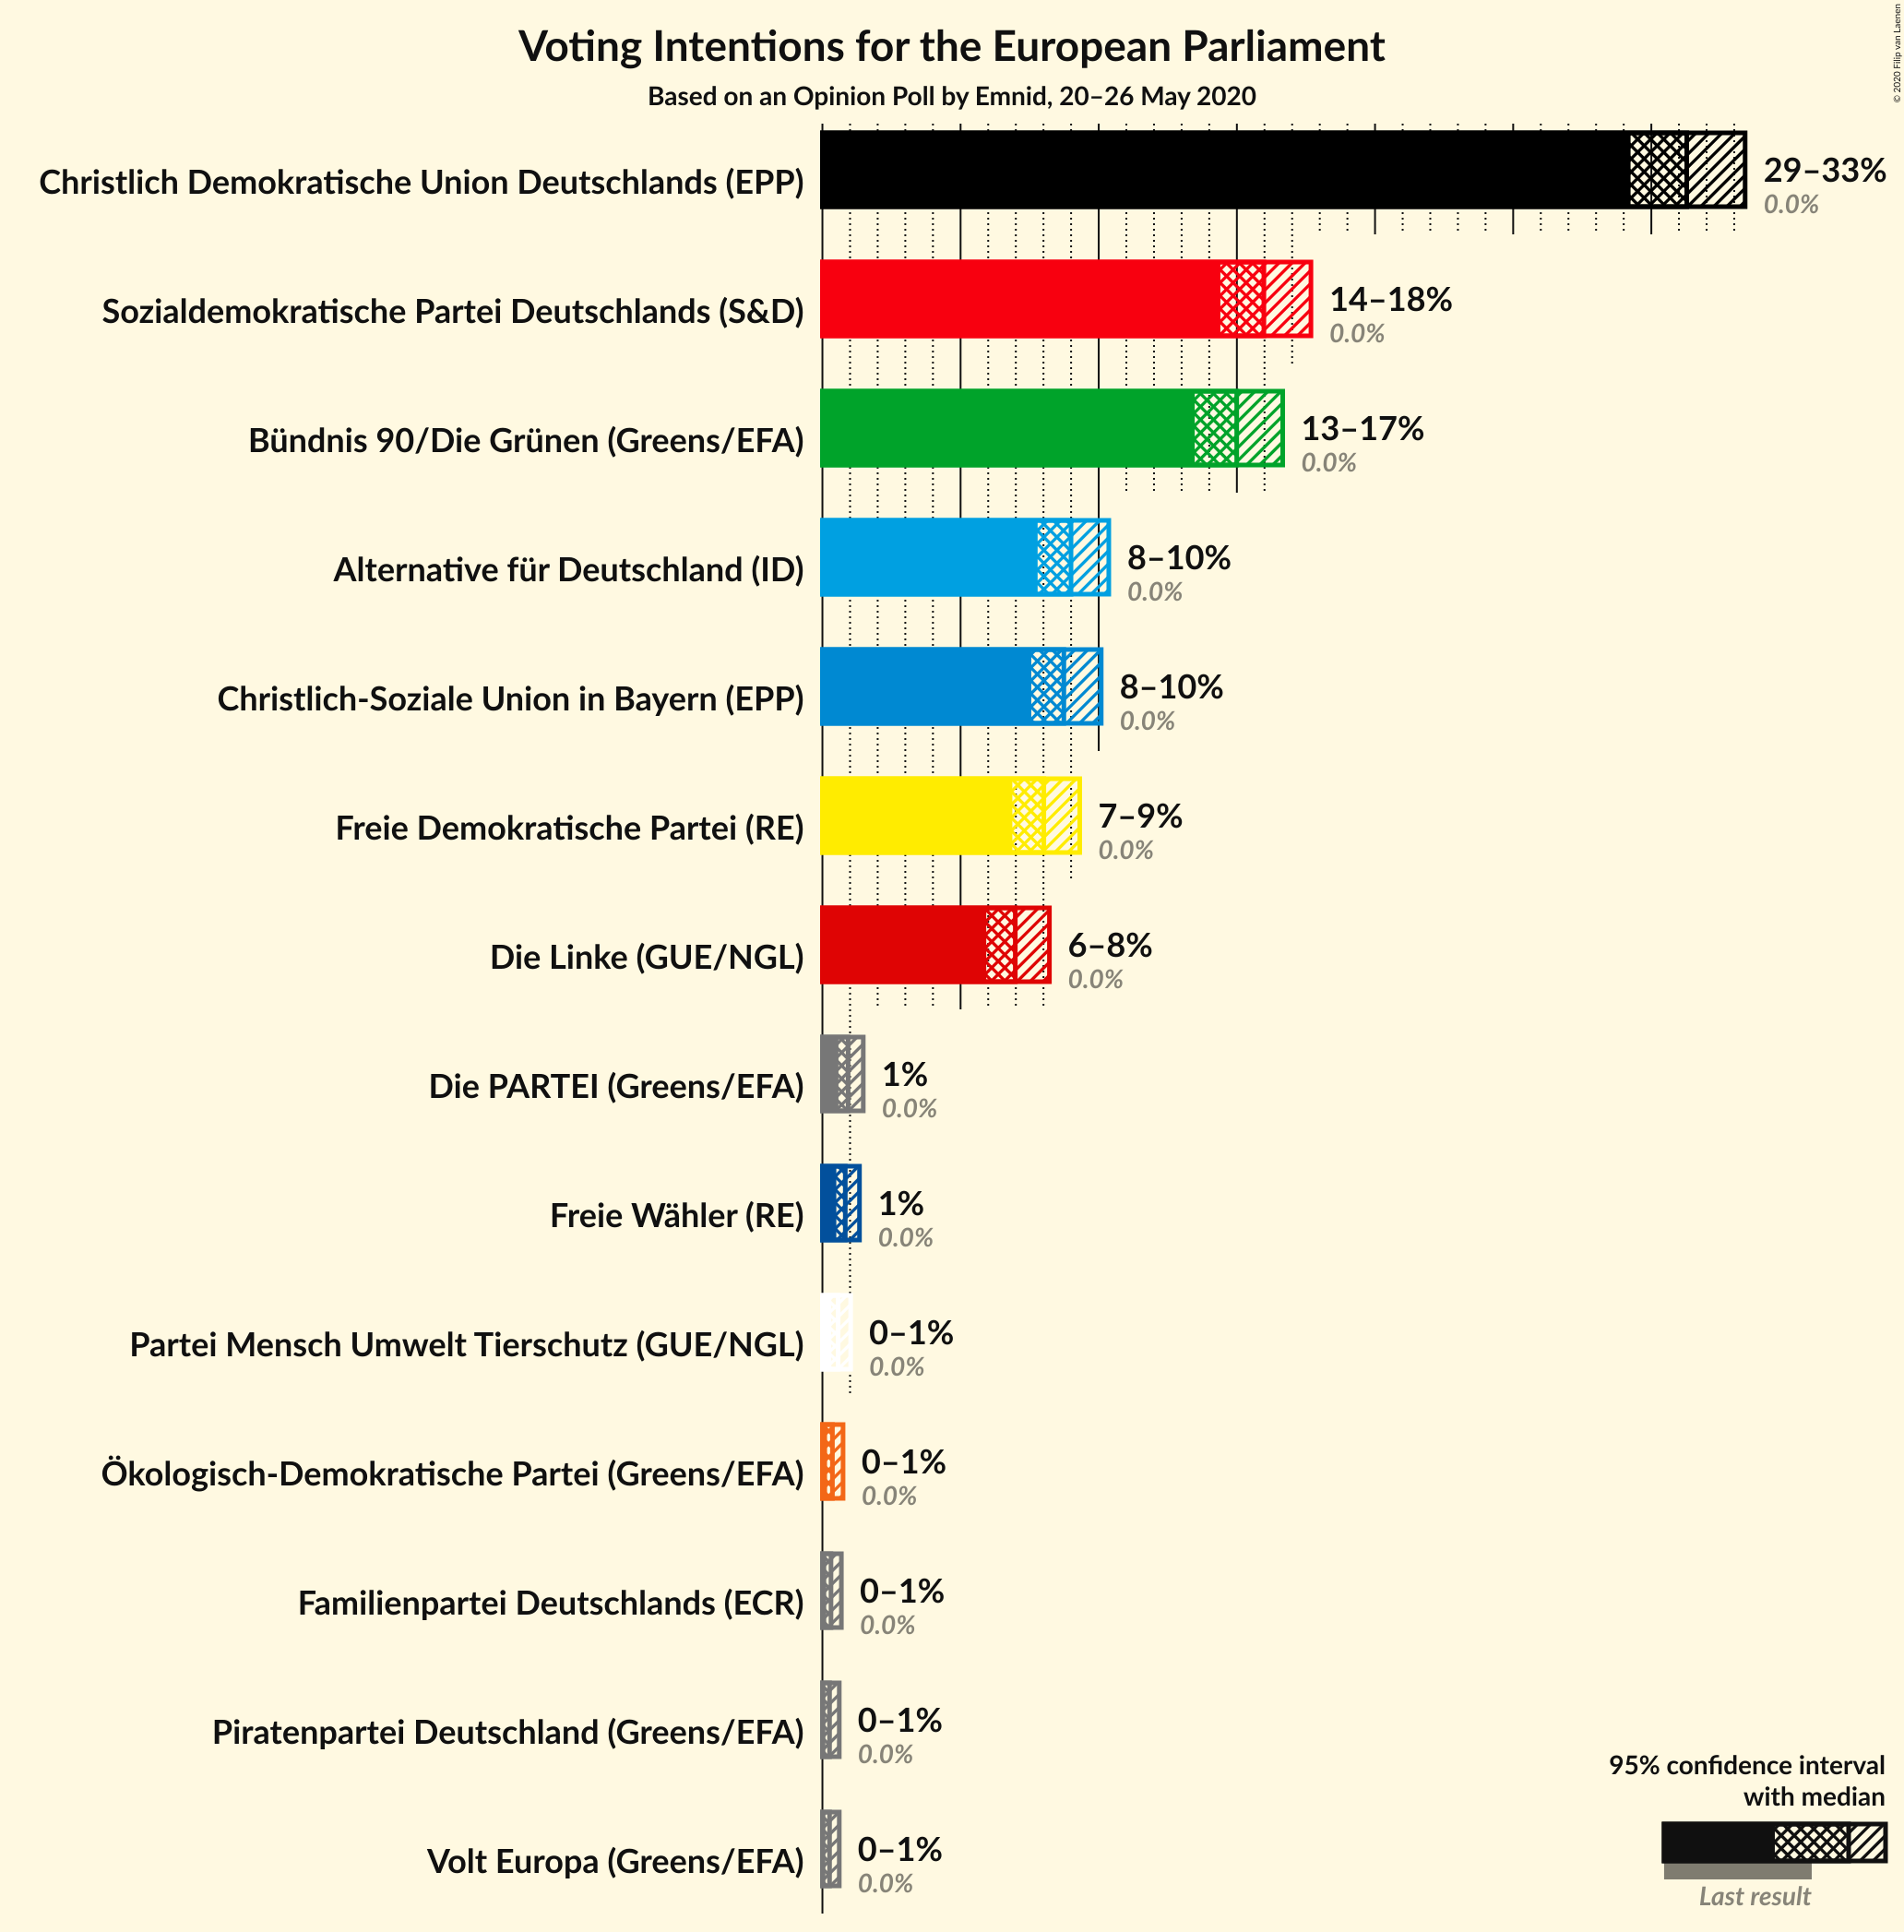 Voting Intentions for the European Parliament
Based on an Opinion Poll by Emnid, 20–26 May 2020
© 2020 Filip van Laenen
Christlich Demokratische Union Deutschlands (EPP)
29–33%
0.0%
Sozialdemokratische Partei Deutschlands (S&D)
14–18%
0.0%
Bündnis 90/Die Grünen (Greens/EFA)
13–17%
0.0%
Alternative für Deutschland (ID)
8–10%
0.0%
Christlich-Soziale Union in Bayern (EPP)
8–10%
0.0%
Freie Demokratische Partei (RE)
7–9%
0.0%
Die Linke (GUE/NGL)
6–8%
0.0%
Die PARTEI (Greens/EFA)
1%
0.0%
Freie Wähler (RE)
1%
0.0%
Partei Mensch Umwelt Tierschutz (GUE/NGL)
0–1%
0.0%
Ökologisch-Demokratische Partei (Greens/EFA)
0–1%
0.0%
Familienpartei Deutschlands (ECR)
0–1%
0.0%
Piratenpartei Deutschland (Greens/EFA)
0–1%
0.0%
Volt Europa (Greens/EFA)
0–1%
0.0%
95% confidence interval
with median
Last result